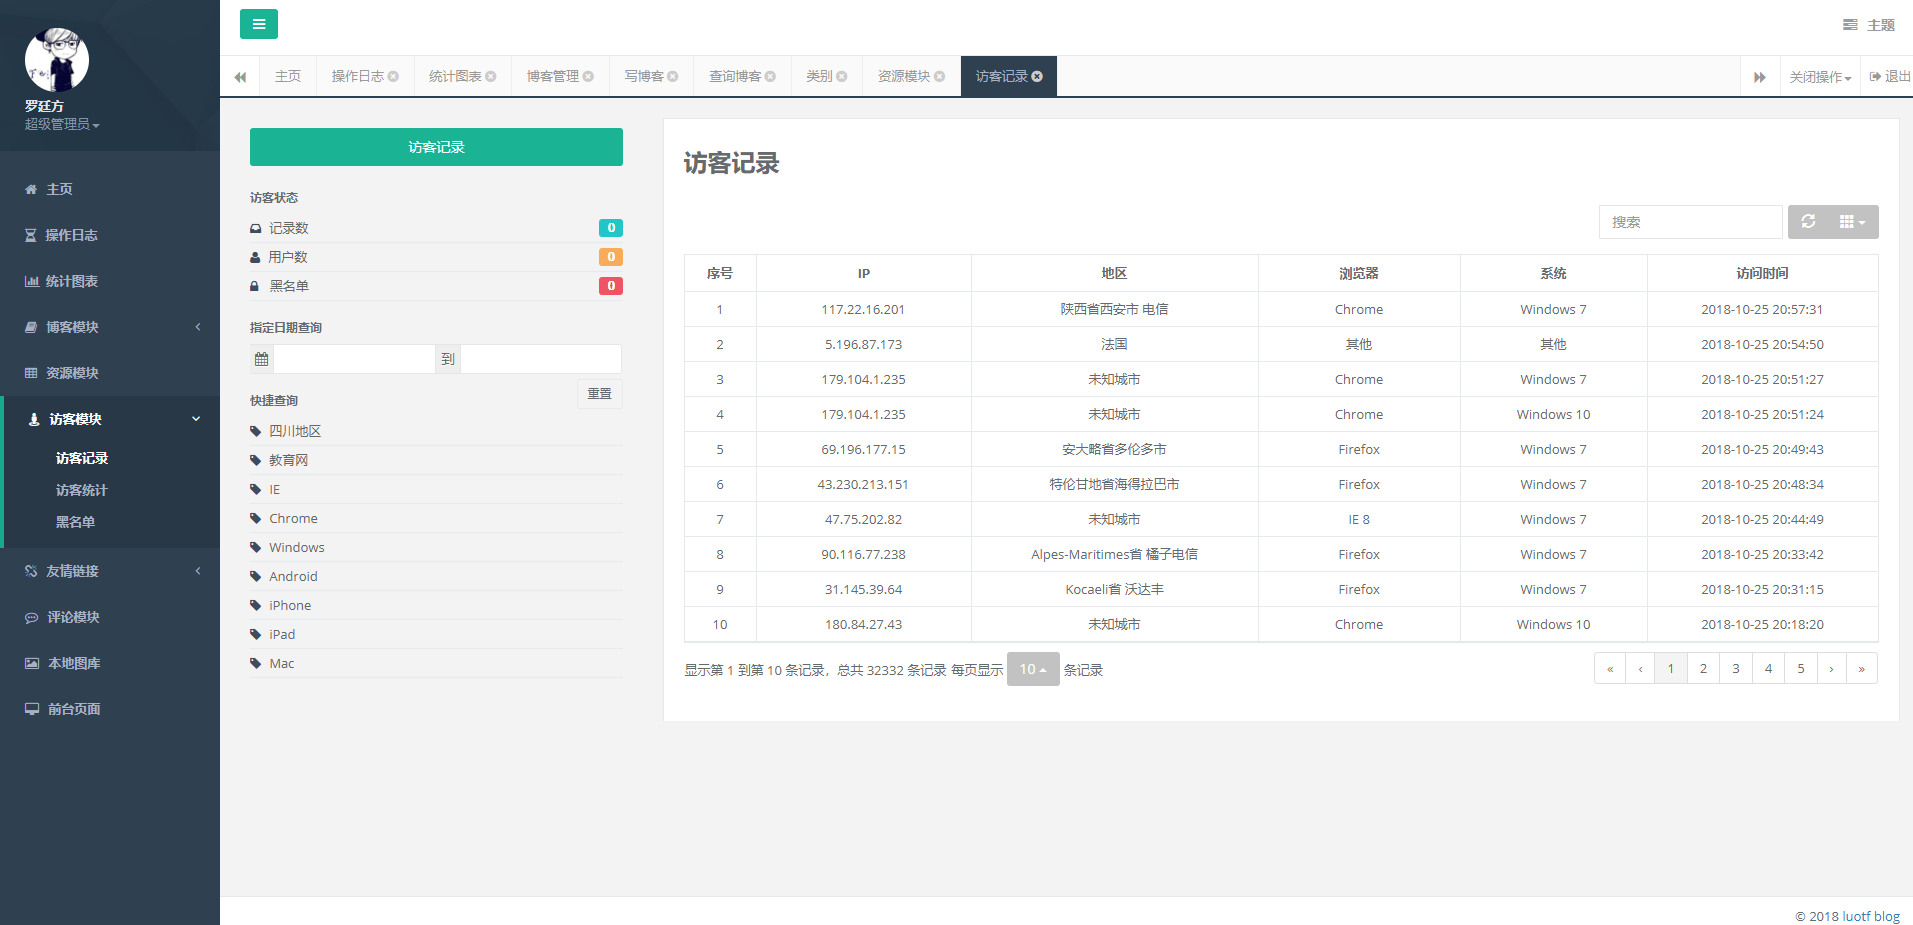 罗廷方
超级管理员
主页
操作日志
统计图表
博客模块
资源模块
访客模块
访客记录
访客统计
黑名单
友情链接
评论模块
本地图库
前台页面
主题
主页 操作日志 统计图表 博客管理 写博客 查询博客 类别 资源模块 访客记录 关闭操作 退出
访客记录
访客状态
记录数 0
用户数 0
黑名单 0
指定日期查询
到
重置
快捷查询
四川地区
教育网
IE
Chrome
Windows
Android
iPhone
iPad
Mac
访客记录
搜索
序号 IP 地区 浏览器 系统 访问时间
1 117.22.16.201 陕西省西安市 电信 Chrome Windows 7 2018-10-25 20:57:31
2 5.196.87.173 法国 其他 其他 2018-10-25 20:54:50
3 179.104.1.235 未知城市 Chrome Windows 7 2018-10-25 20:51:27
4 179.104.1.235 未知城市 Chrome Windows 10 2018-10-25 20:51:24
5 69.196.177.15 安大略省多伦多市 Firefox Windows 7 2018-10-25 20:49:43
6 43.230.213.151 特伦甘地省海得拉巴市 Firefox Windows 7 2018-10-25 20:48:34
7 47.75.202.82 未知城市 IE 8 Windows 7 2018-10-25 20:44:49
8 90.116.77.238 Alpes-Maritimes省 橘子电信 Firefox Windows 7 2018-10-25 20:33:42
9 31.145.39.64 Kocaeli省 沃达丰 Firefox Windows 7 2018-10-25 20:31:15
10 180.84.27.43 未知城市 Chrome Windows 10 2018-10-25 20:18:20
显示第 1 到第 10 条记录，总共 32332 条记录 每页显示 10 条记录
« ‹ 1 2 3 4 5 › »
© 2018 luotf blog